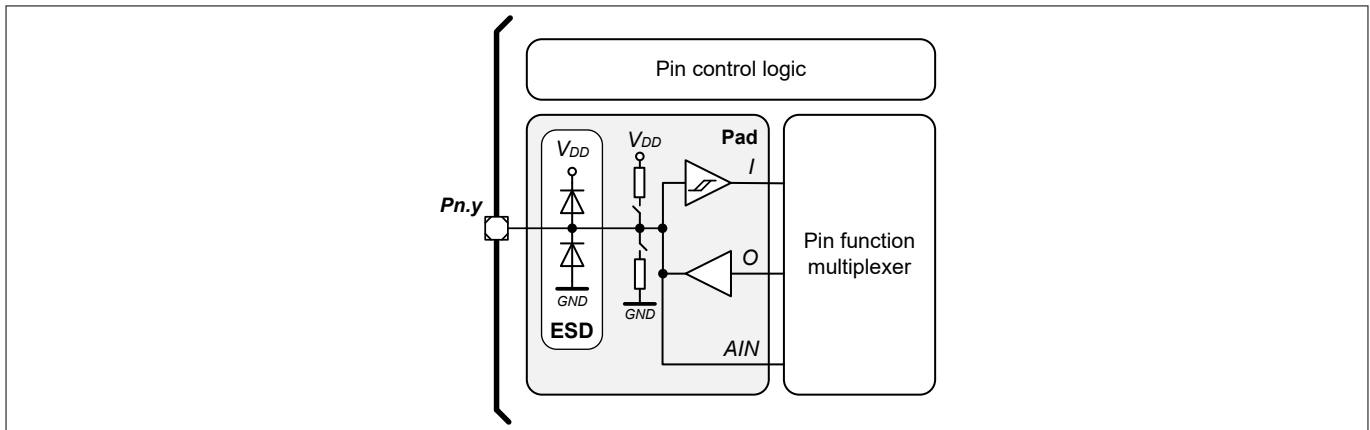 Pin control logic
VDD
VDD
Pad
I
Pn.y
Pin function
multiplexer
O
GND
GND
ESD
AIN